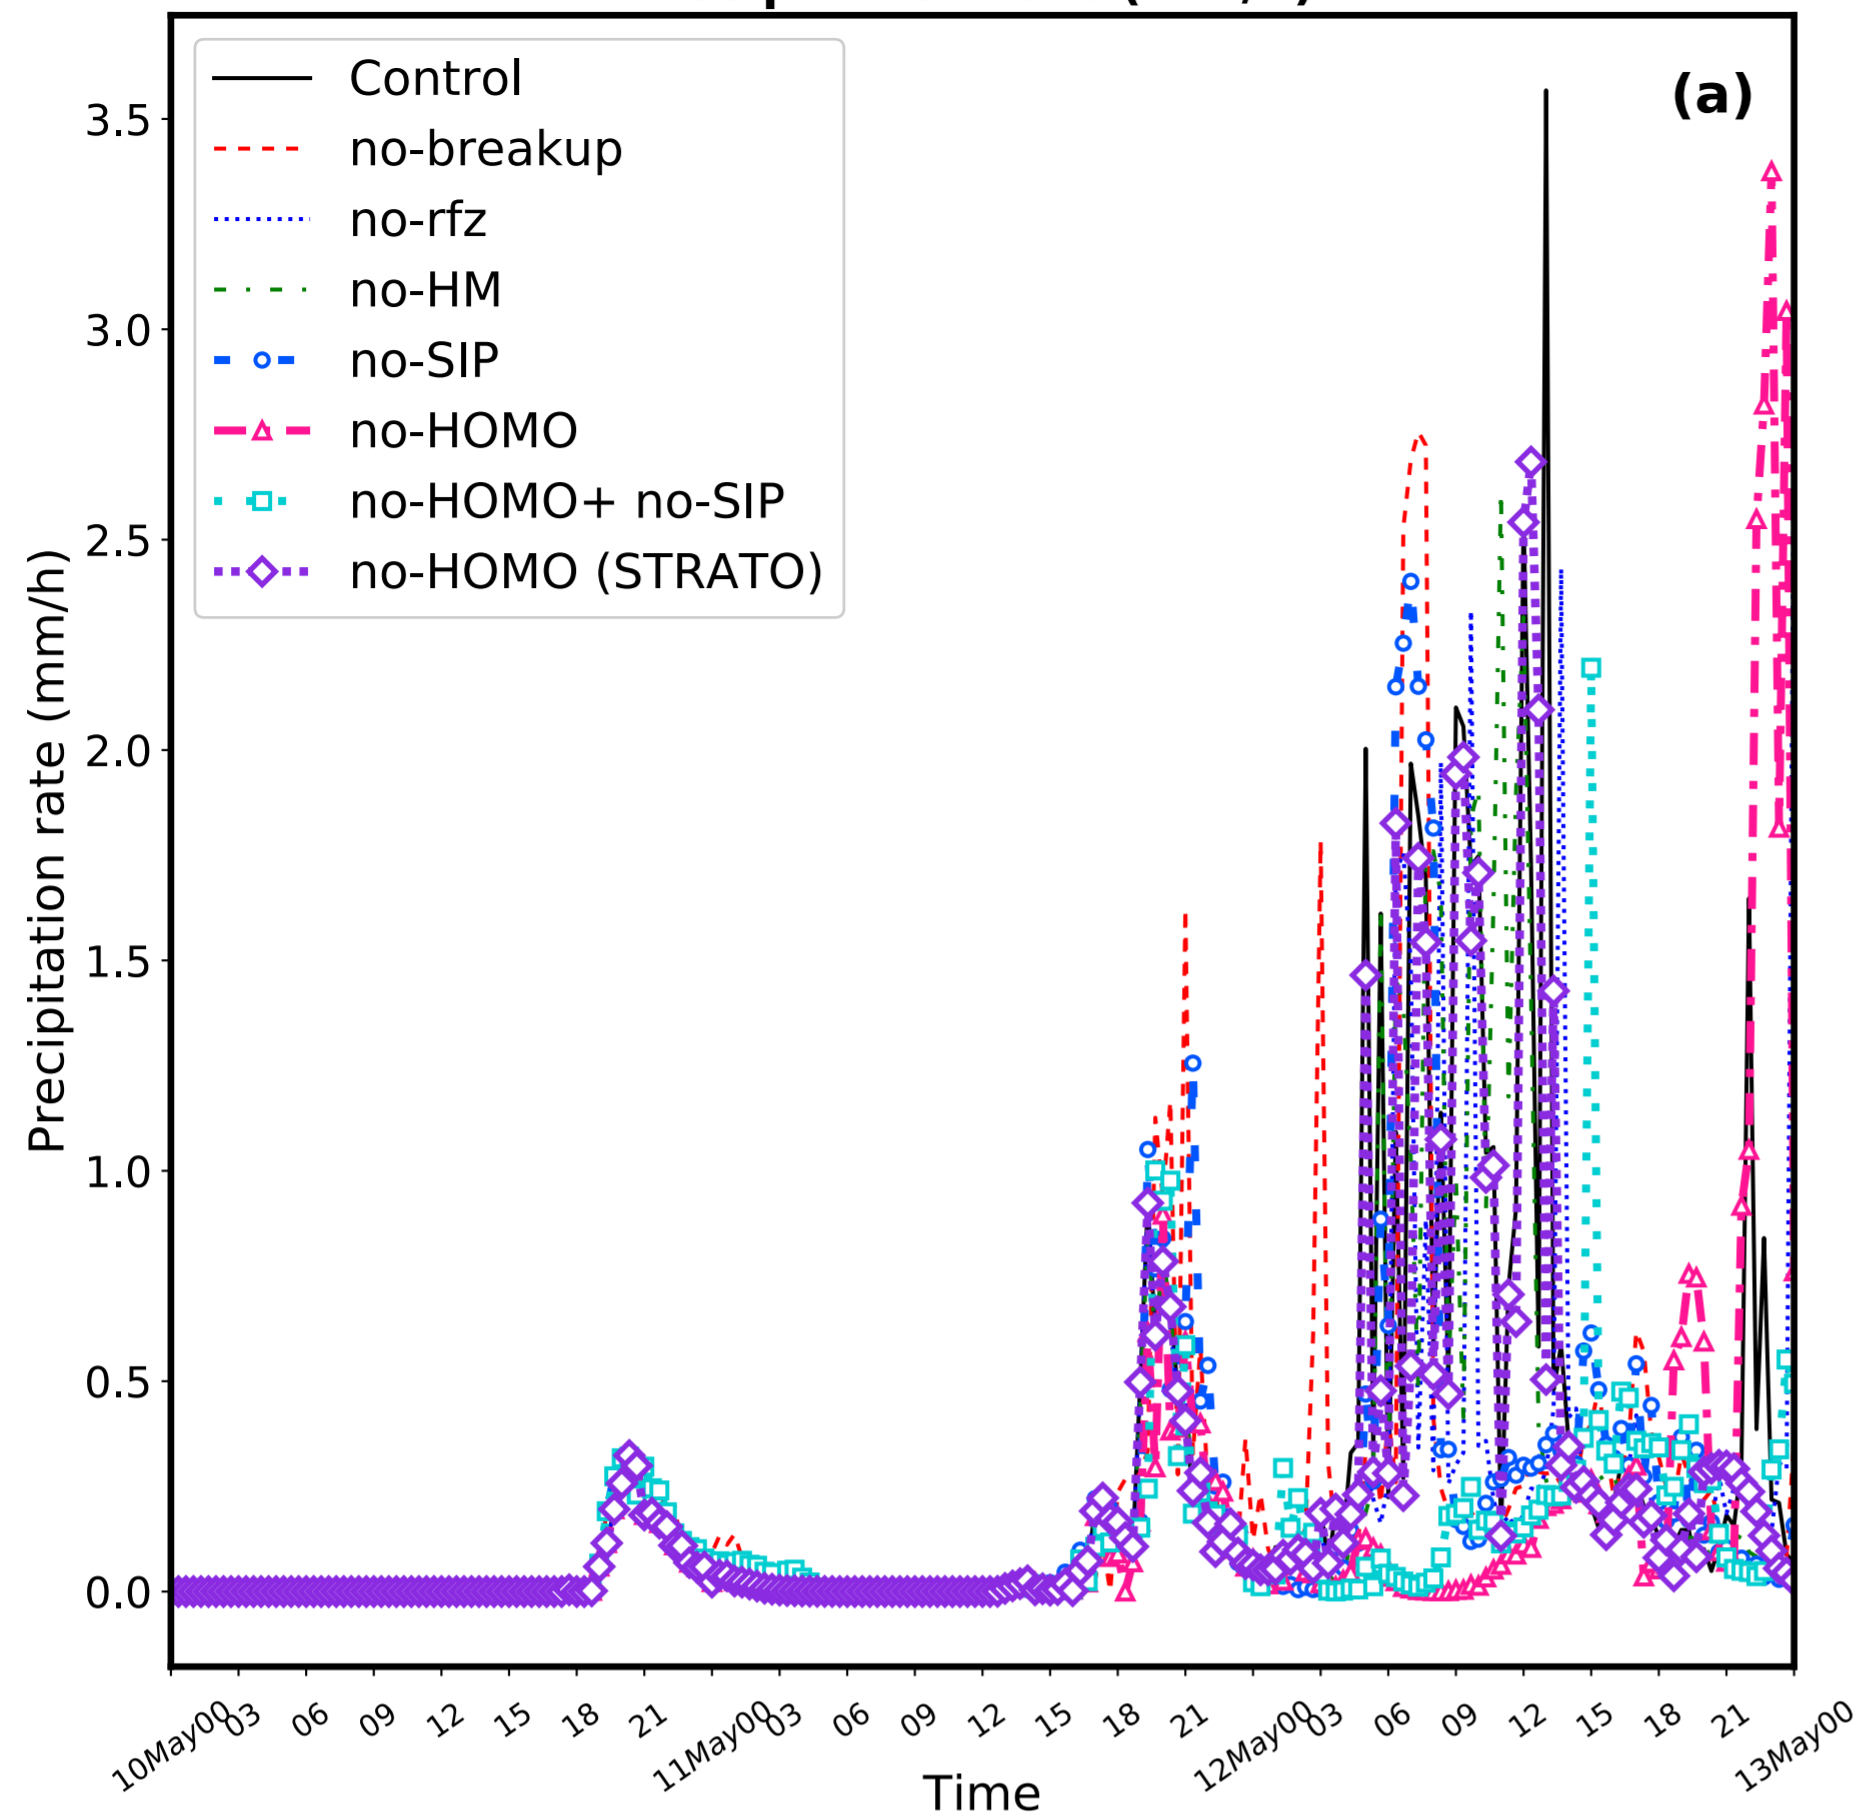 (a)
Control
no-breakup
no-rfz
no-HM
no-SIP
no-HOMO
no-HOMO+ no-SIP
no-HOMO (STRATO)
Precipitation rate (mm/h)
3.5
3.0
2.5
2.0
1.5
1.0
0.5
0.0
10May00 03 06 09 12 15 18 21 11May00 03 06 09 12 15 18 21 12May00 03 06 09 12 15 18 21 13May00
Time